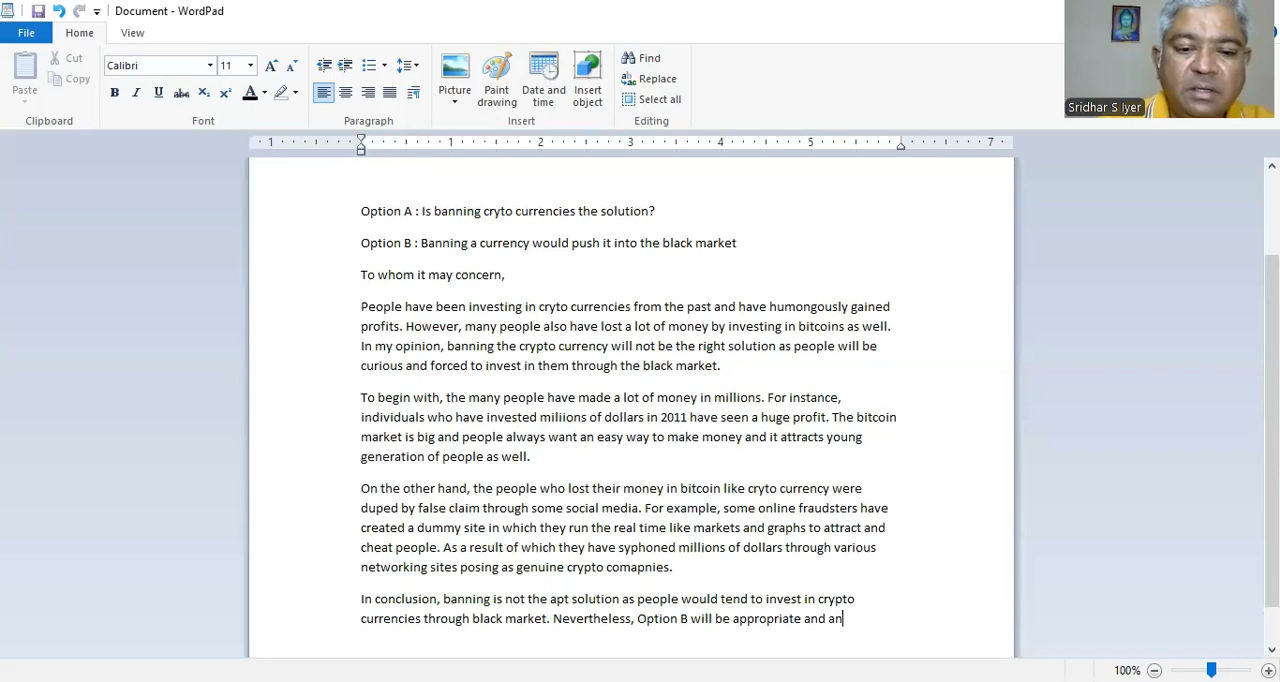 Document - WordPad
File Home View
Paste Cut
Copy
Clipboard
Calibri 11
B I U abc X₂ X² A
Font
Paragraph
Picture Paint drawing Date and time Insert object
Insert
Find
Replace
Select all
Editing
Sridhar S Iyer
1 1 2 3 4 5 7
Option A : Is banning cryto currencies the solution?
Option B : Banning a currency would push it into the black market
To whom it may concern,
People have been investing in cryto currencies from the past and have humongously gained
profits. However, many people also have lost a lot of money by investing in bitcoins as well.
In my opinion, banning the crypto currency will not be the right solution as people will be
curious and forced to invest in them through the black market.
To begin with, the many people have made a lot of money in millions. For instance,
individuals who have invested miliions of dollars in 2011 have seen a huge profit. The bitcoin
market is big and people always want an easy way to make money and it attracts young
generation of people as well.
On the other hand, the people who lost their money in bitcoin like cryto currency were
duped by false claim through some social media. For example, some online fraudsters have
created a dummy site in which they run the real time like markets and graphs to attract and
cheat people. As a result of which they have syphoned millions of dollars through various
networking sites posing as genuine crypto comapnies.
In conclusion, banning is not the apt solution as people would tend to invest in crypto
currencies through black market. Nevertheless, Option B will be appropriate and an
100%